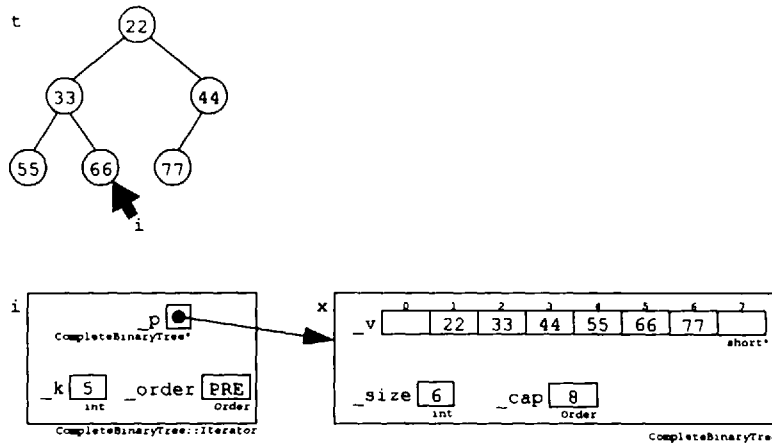 t
22
33 44
55 66 77
i
i x 0 1 2 3 4 5 6 7
_p _v 22 33 44 55 66 77
CompleteBinaryTree* short*
_k 5 _order PRE _size 6 _cap 8
int Order int Order
CompleteBinaryTree::Iterator CompleteBinaryTre